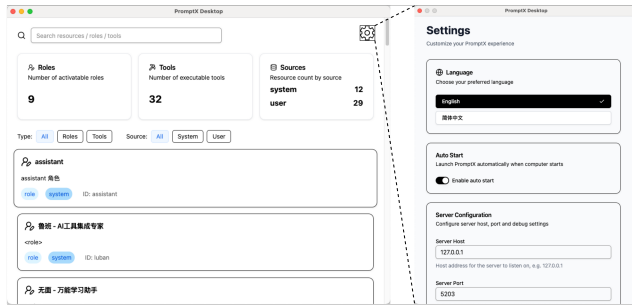 PromptX Desktop
Search resources / roles / tools
Roles
Number of activatable roles
9
Tools
Number of executable tools
32
Sources
Resource count by source
system 12
user 29
Type: All Roles Tools Source: All System User
assistant
assistant 角色
role system ID: assistant
鲁班 - AI工具集成专家
<role>
role system ID: luban
无面 - 万能学习助手
PromptX Desktop
Settings
Customize your PromptX experience
Language
Choose your preferred language
English
简体中文
Auto Start
Launch PromptX automatically when computer starts
Enable auto start
Server Configuration
Configure server host, port and debug settings
Server Host
127.0.0.1
Host address for the server to listen on, e.g. 127.0.0.1
Server Port
5203